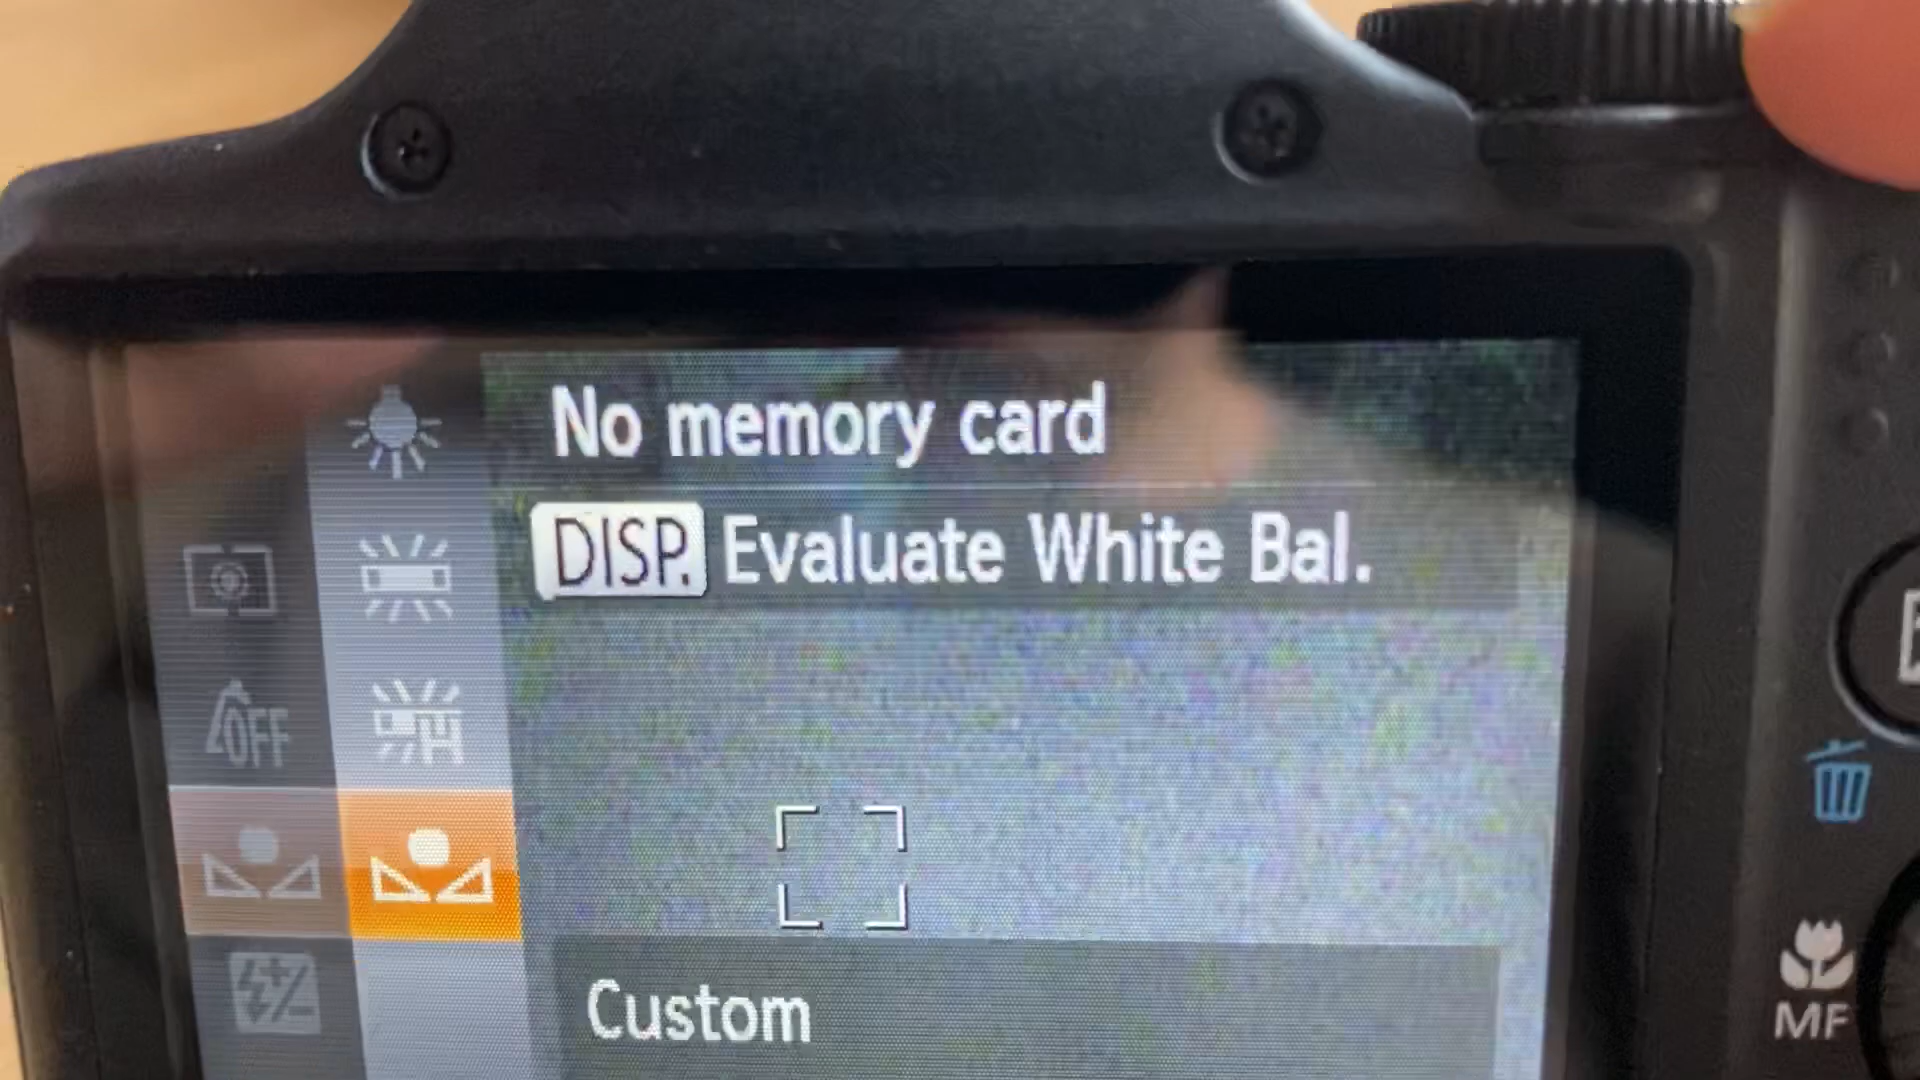 No memory card
DISP. Evaluate White Bal.
OFF
Custom
MF